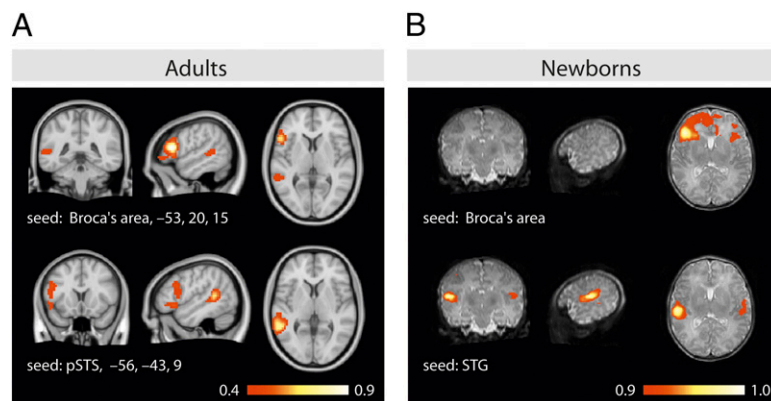 A
B
Adults
Newborns
seed: Broca's area, –53, 20, 15
seed: Broca's area
seed: pSTS, –56, –43, 9
seed: STG
0.4
0.9
0.9
1.0